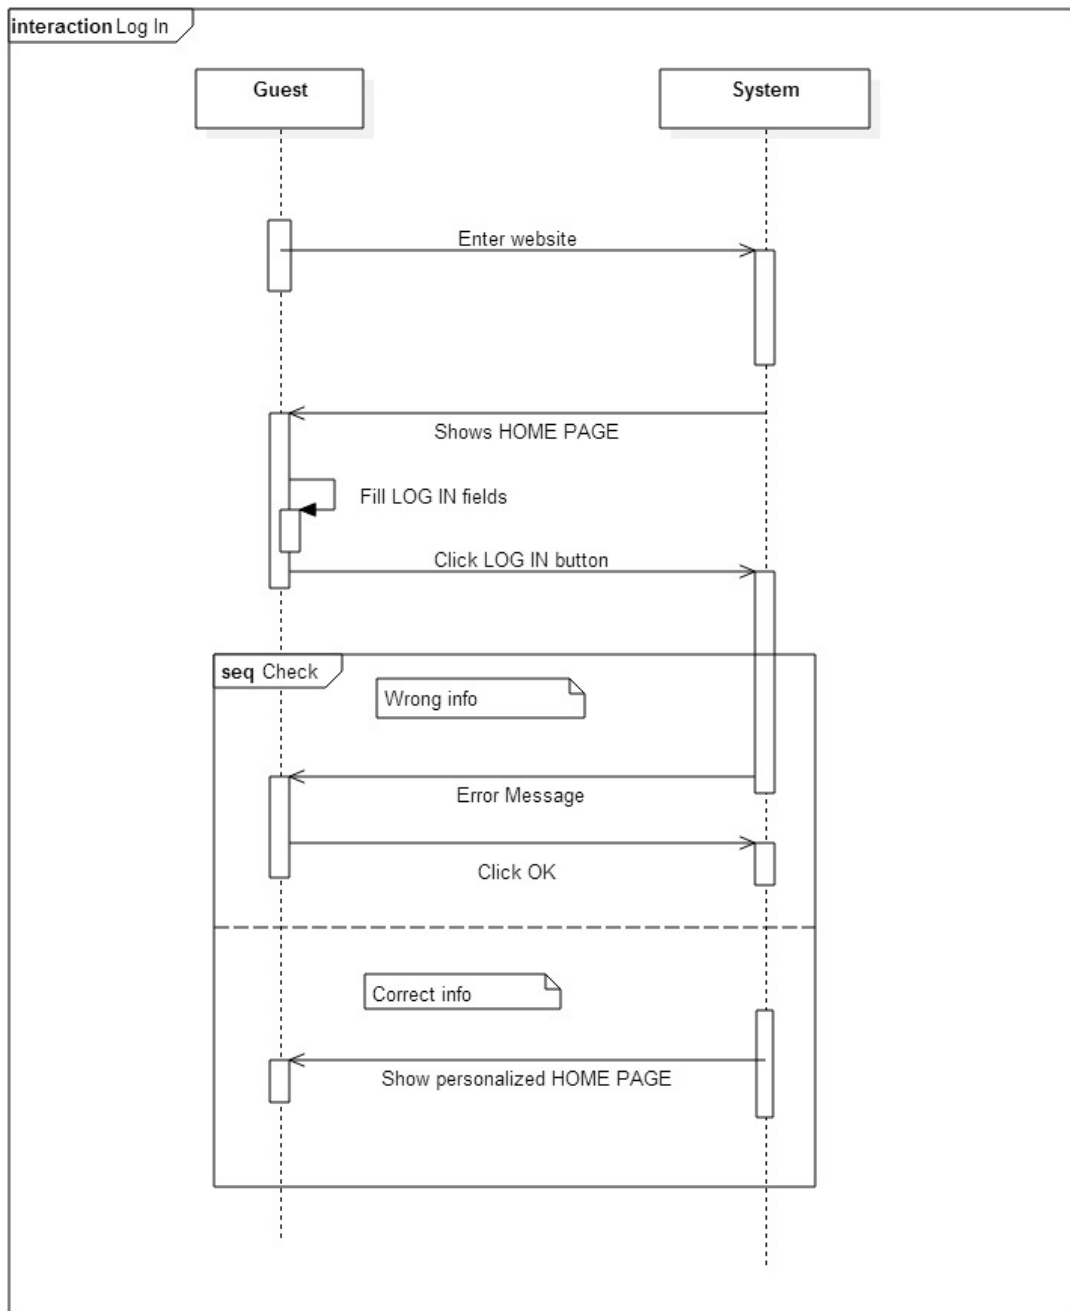 interaction Log In
Guest
System
Enter website
Shows HOME PAGE
Fill LOG IN fields
Click LOG IN button
seq Check
Wrong info
Error Message
Click OK
Correct info
Show personalized HOME PAGE